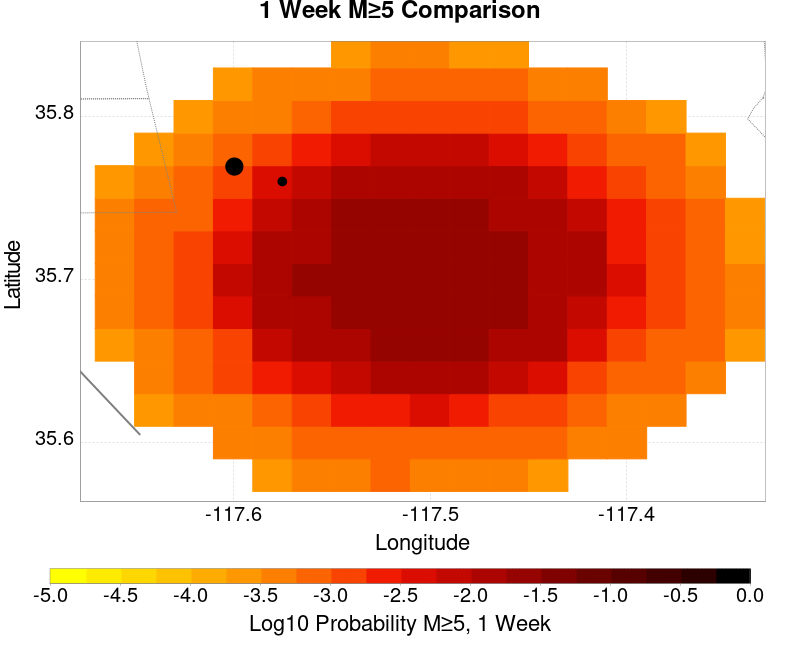 1 Week M≥5 Comparison
35.8
35.7
35.6
Latitude
-117.6 -117.5 -117.4
Longitude
-5.0 -4.5 -4.0 -3.5 -3.0 -2.5 -2.0 -1.5 -1.0 -0.5 0.0
Log10 Probability M≥5, 1 Week